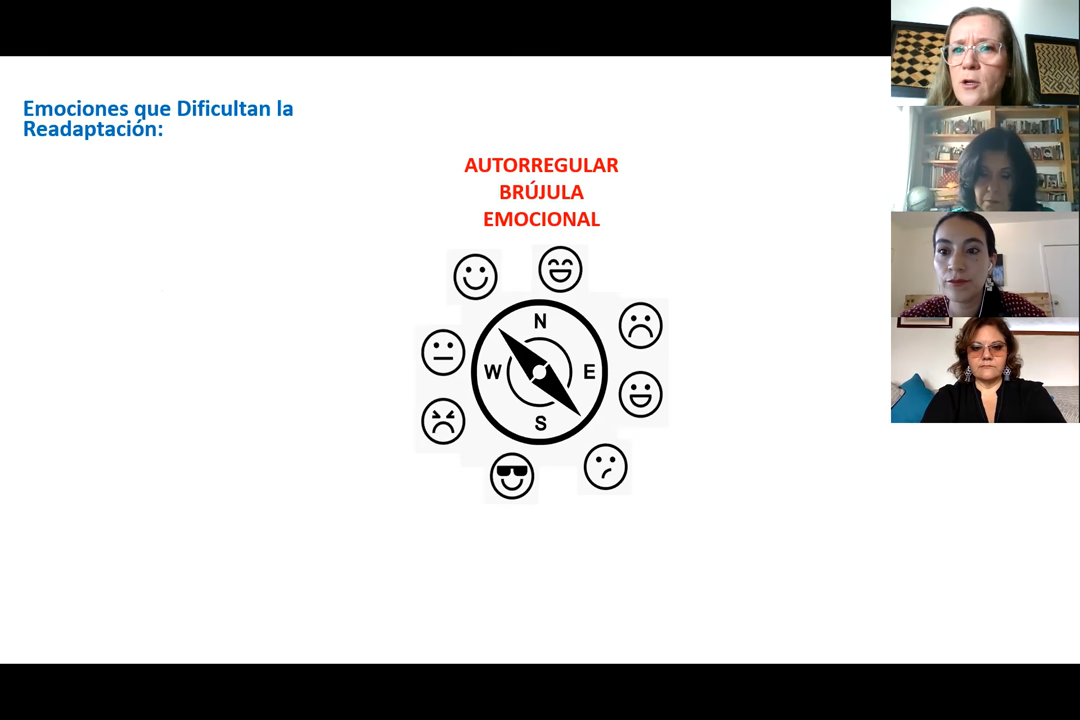 Emociones que Dificultan la
Readaptación:
AUTORREGULAR
BRÚJULA
EMOCIONAL
N
W
E
S